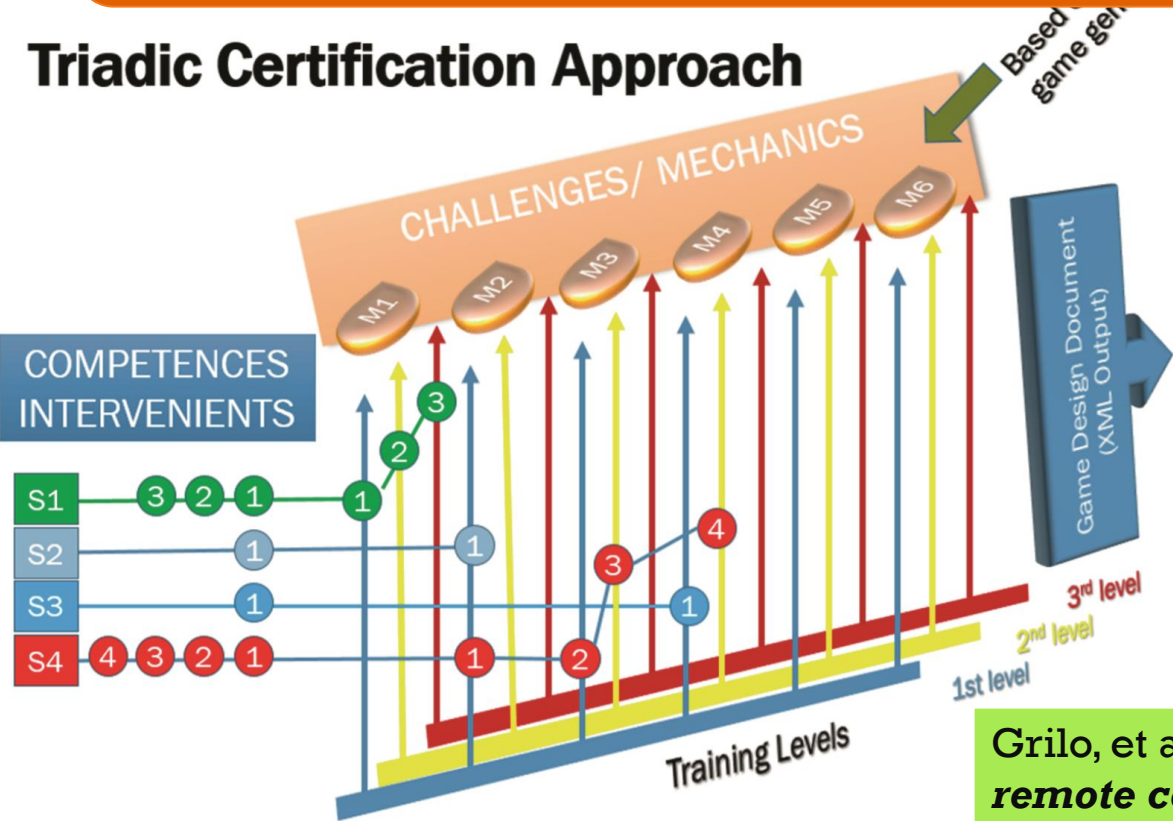 Triadic Certification Approach
Based
game
CHALLENGES/ MECHANICS
M1 M2 M3 M4 M5 M6
COMPETENCES
INTERVENIENTS
S1 3 2 1 1 2 3
S2 1 1
S3 1 1
S4 4 3 2 1 1 2 3 4
Game Design Document
(XML Output)
3rd level
2nd level
1st level
Training Levels
Grilo, et
remote